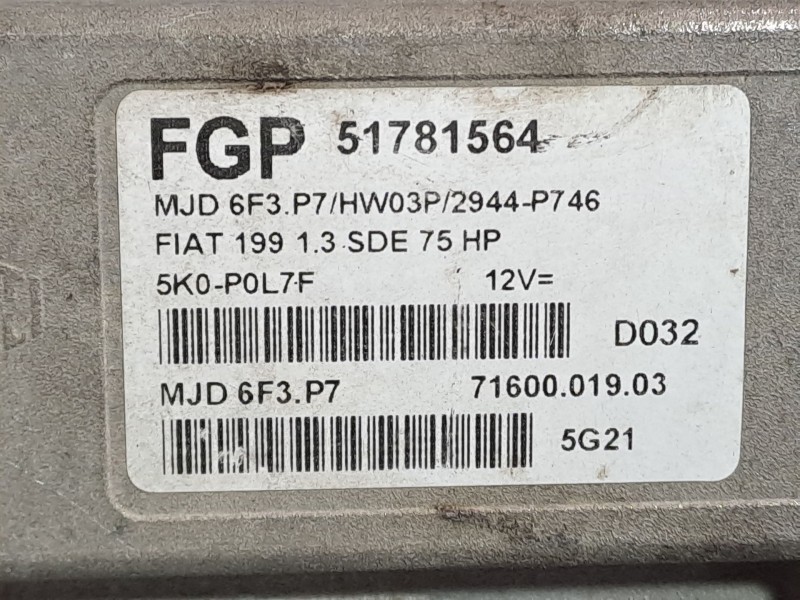 FGP 51781564
MJD 6F3.P7/HW03P/2944-P746
FIAT 199 1.3 SDE 75 HP
5K0-P0L7F 12V=
D032
MJD 6F3.P7 71600.019.03
5G21